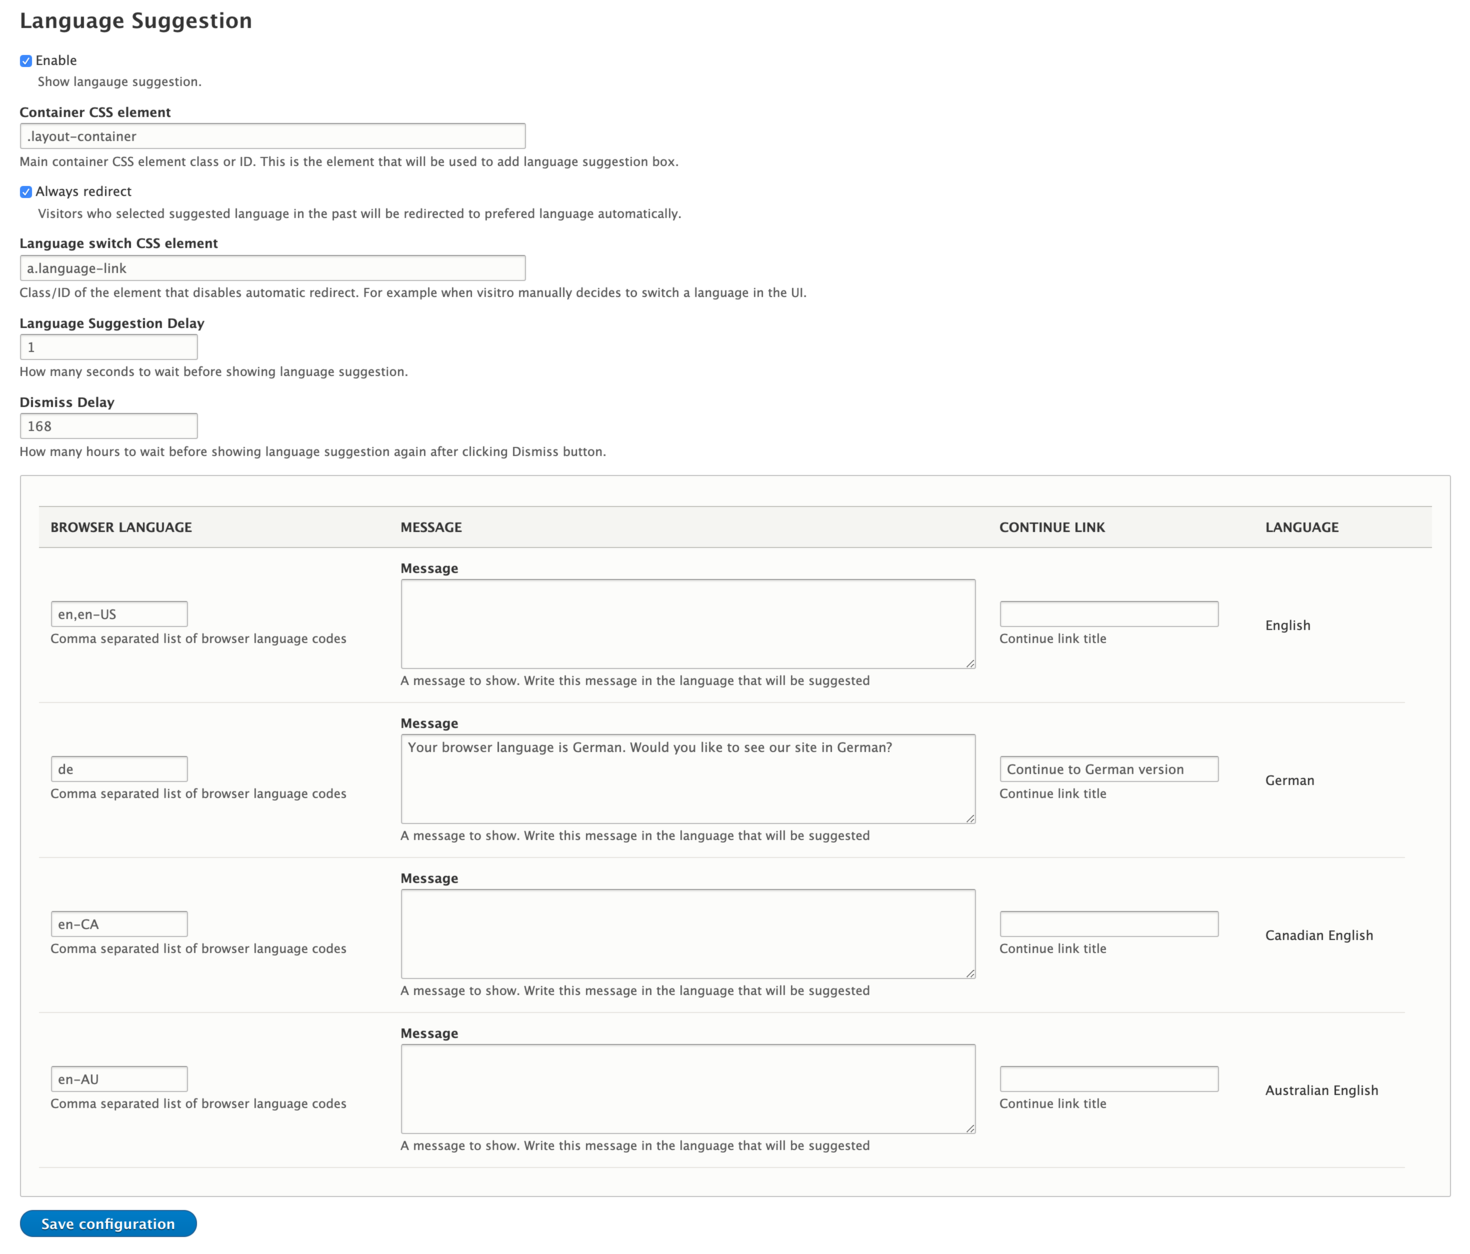 Language Suggestion
Enable
Show langauge suggestion.
Container CSS element
.layout-container
Main container CSS element class or ID. This is the element that will be used to add language suggestion box.
Always redirect
Visitors who selected suggested language in the past will be redirected to prefered language automatically.
Language switch CSS element
a.language-link
Class/ID of the element that disables automatic redirect. For example when visitro manually decides to switch a language in the UI.
Language Suggestion Delay
1
How many seconds to wait before showing language suggestion.
Dismiss Delay
168
How many hours to wait before showing language suggestion again after clicking Dismiss button.
BROWSER LANGUAGE MESSAGE CONTINUE LINK LANGUAGE
Message
en,en-US
Comma separated list of browser language codes
A message to show. Write this message in the language that will be suggested
Continue link title
English
Message
de
Comma separated list of browser language codes
Your browser language is German. Would you like to see our site in German?
A message to show. Write this message in the language that will be suggested
Continue to German version
Continue link title
German
Message
en-CA
Comma separated list of browser language codes
A message to show. Write this message in the language that will be suggested
Continue link title
Canadian English
Message
en-AU
Comma separated list of browser language codes
A message to show. Write this message in the language that will be suggested
Continue link title
Australian English
Save configuration